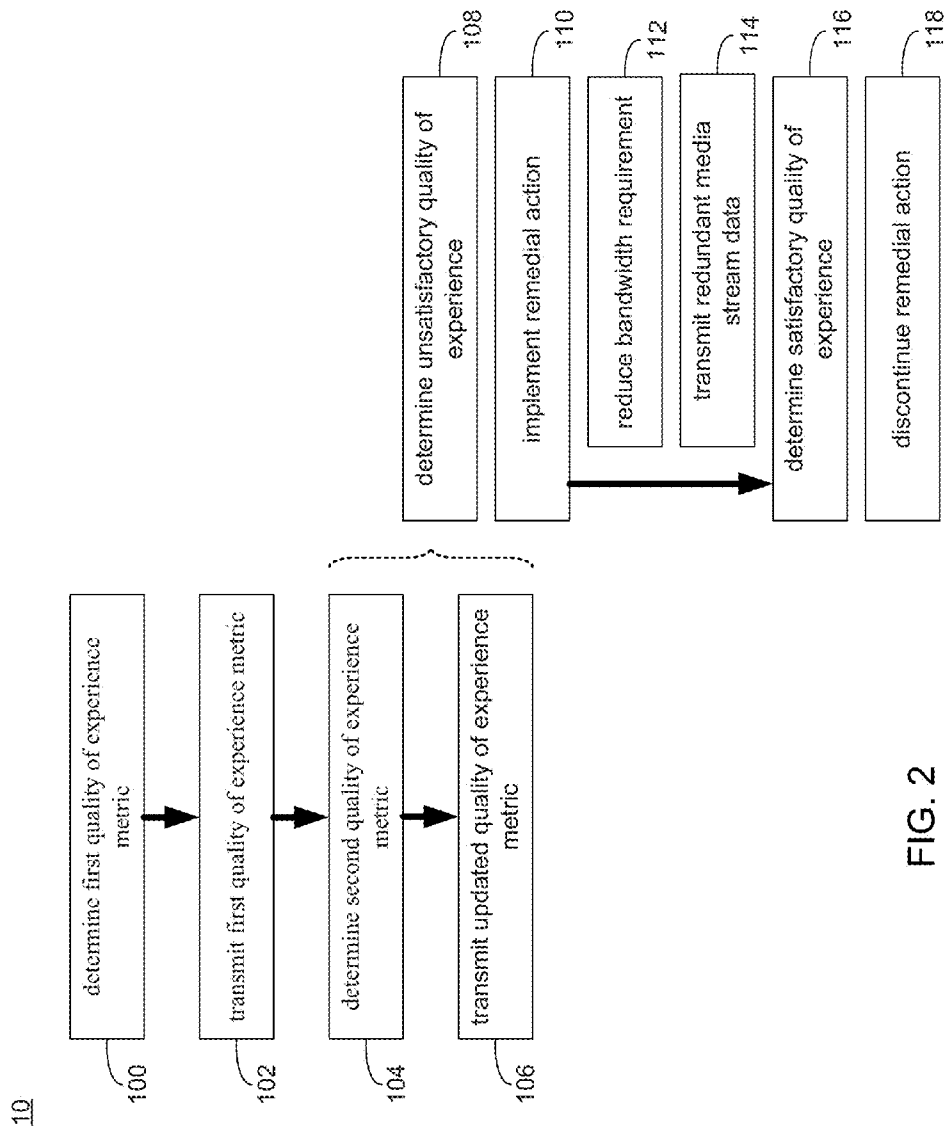 10
determine first quality of experience
metric
100
transmit first quality of experience metric
102
determine second quality of experience
metric
104
transmit updated quality of experience
metric
106
determine unsatisfactory quality of
experience
108
implement remedial action
110
reduce bandwidth requirement
112
transmit redundant media
stream data
114
determine satisfactory quality of
experience
116
discontinue remedial action
118
FIG. 2